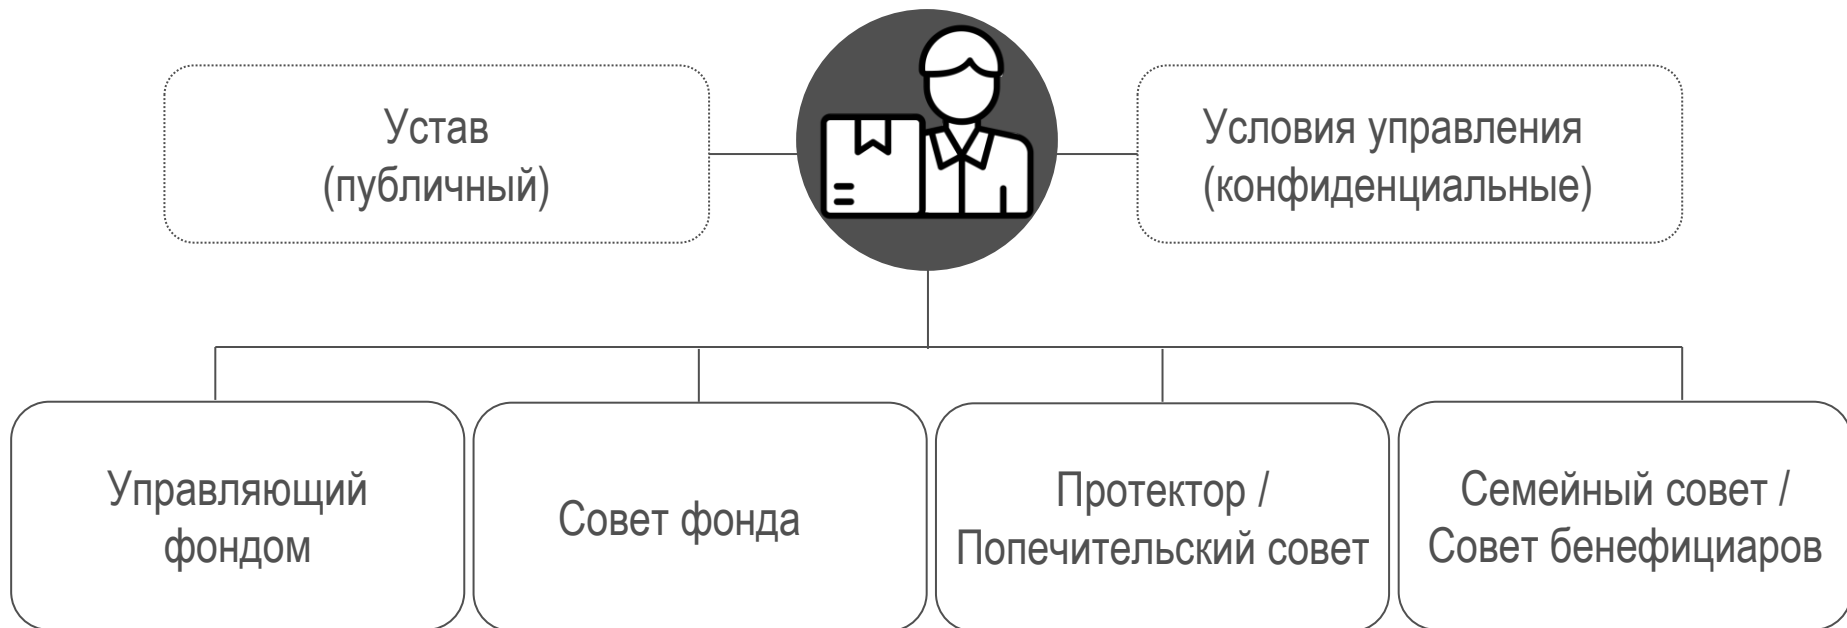 Устав
(публичный)
Условия управления
(конфиденциальные)
Управляющий
фондом
Совет фонда
Протектор /
Попечительский совет
Семейный совет /
Совет бенефициаров